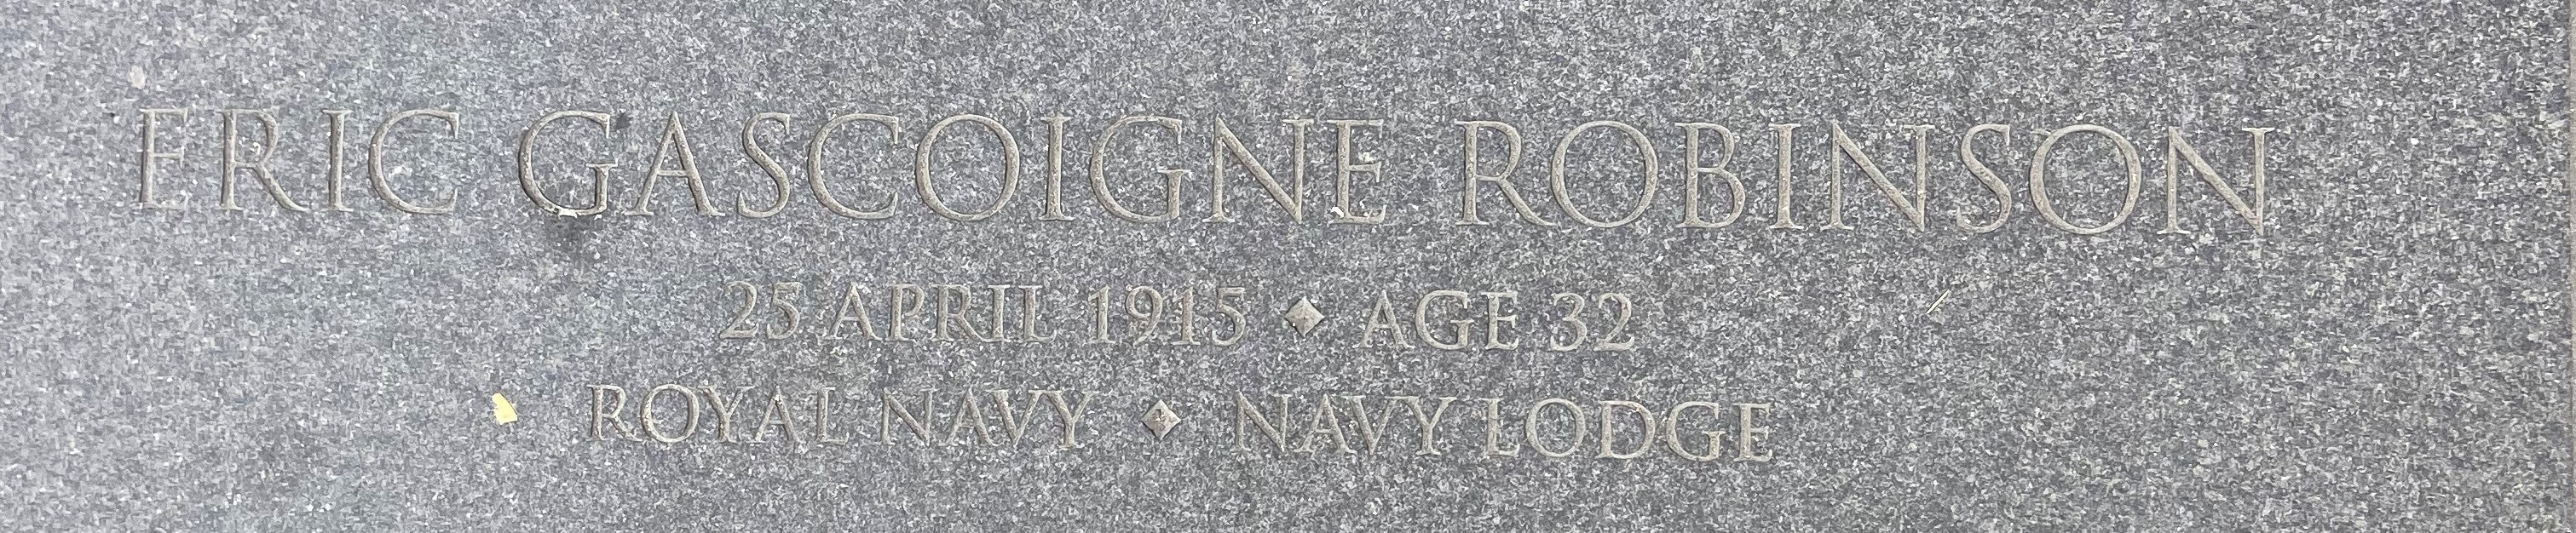 ERIC GASCOIGNE ROBINSON
25 APRIL 1915 ◆ AGE 32
ROYAL NAVY ◆ NAVY LODGE